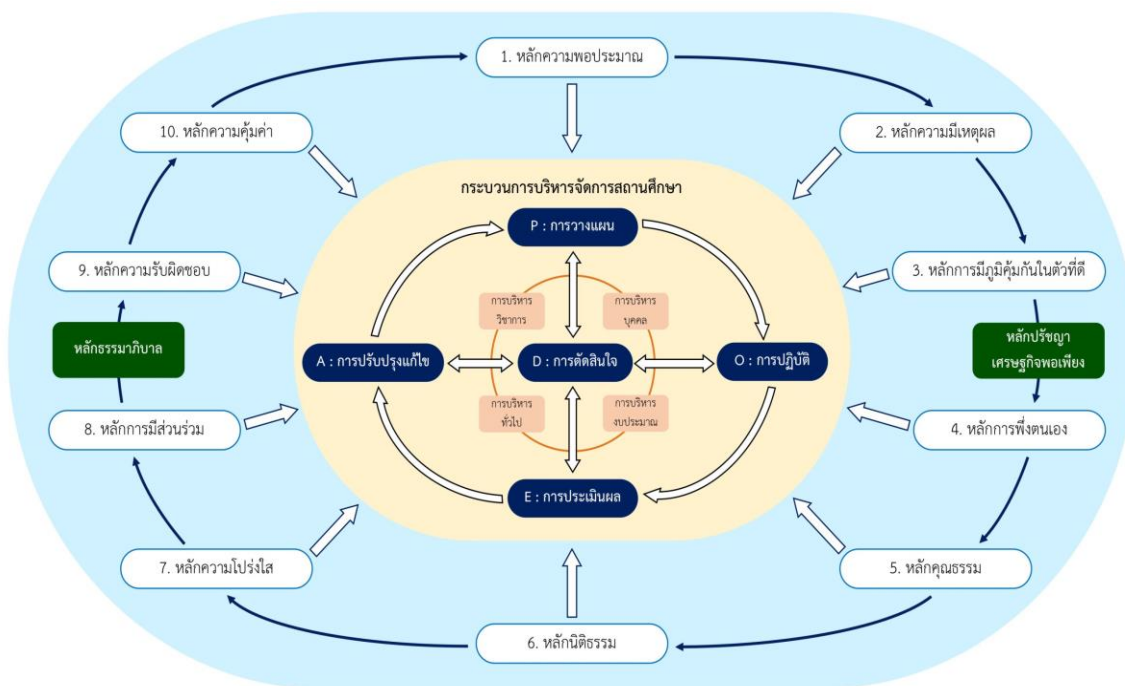 1. หลักความพอประมาณ
10. หลักความคุ้มค่า
2. หลักความมีเหตุผล
กระบวนการบริหารจัดการสถานศึกษา
P : การวางแผน
9. หลักความรับผิดชอบ
3. หลักการมีภูมิคุ้มกันในตัวที่ดี
การบริหาร
วิชาการ
การบริหาร
บุคคล
หลักธรรมาภิบาล
A : การปรับปรุงแก้ไข
D : การตัดสินใจ
O : การปฏิบัติ
หลักปรัชญา
เศรษฐกิจพอเพียง
การบริหาร
ทั่วไป
การบริหาร
งบประมาณ
8. หลักการมีส่วนร่วม
4. หลักการพึ่งตนเอง
E : การประเมินผล
7. หลักความโปร่งใส
5. หลักคุณธรรม
6. หลักนิติธรรม